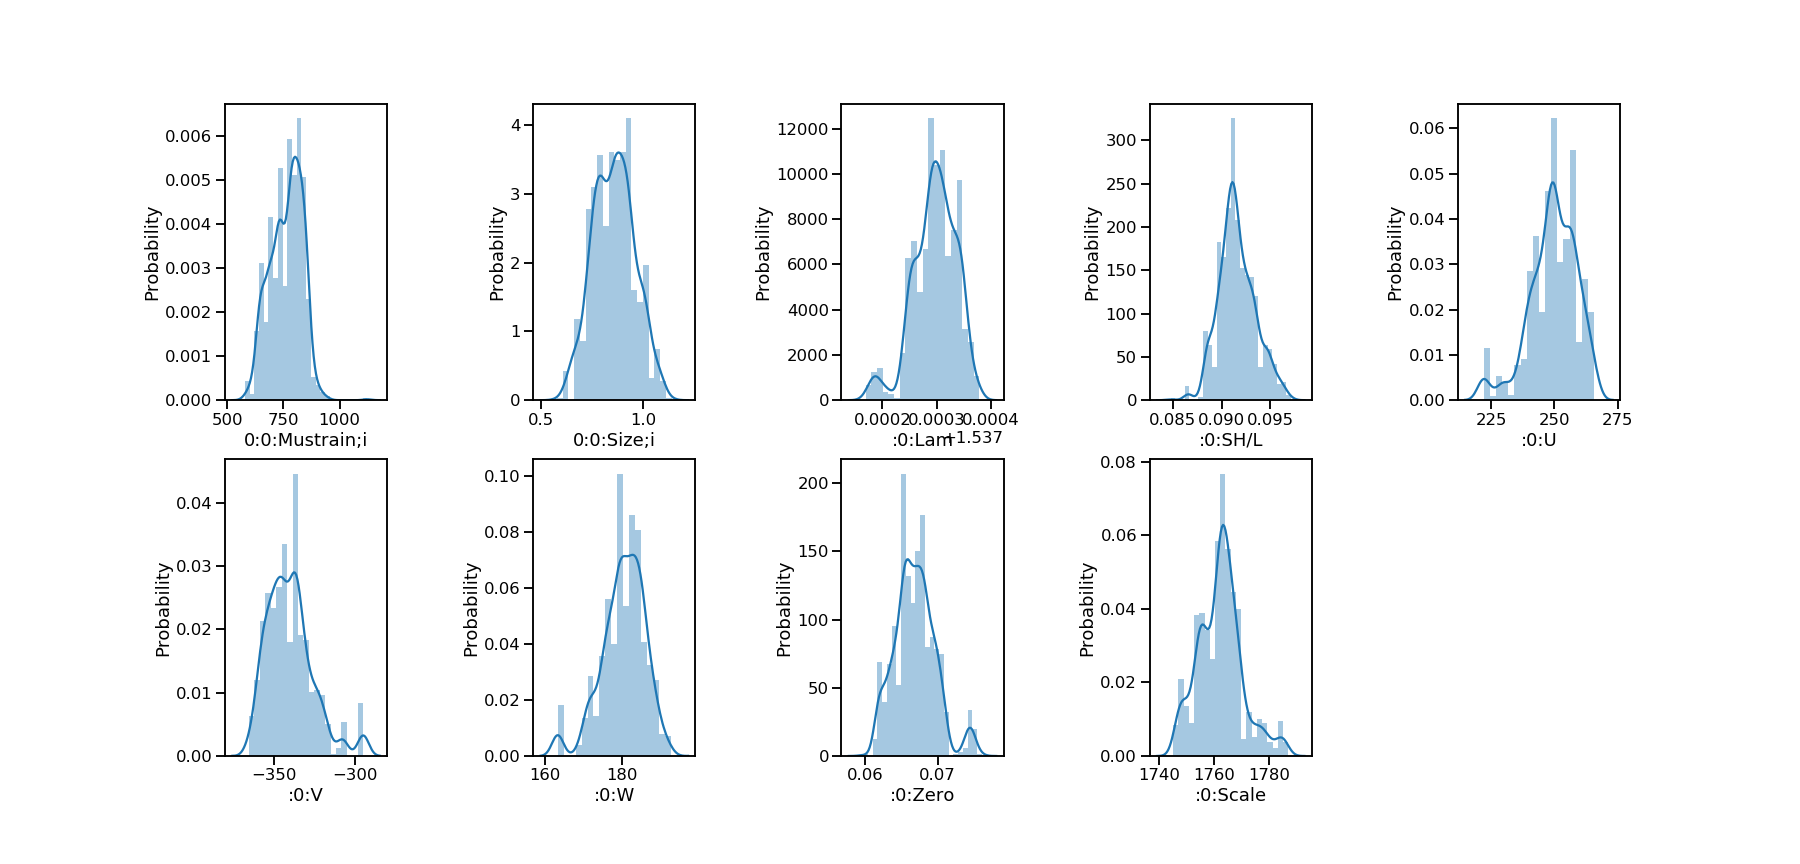 Probability
0.006
0.005
0.004
0.003
0.002
0.001
0.000
500 750 1000
0:0:Mustrain;i
Probability
4
3
2
1
0
0.5 1.0
0:0:Size;i
Probability
12000
10000
8000
6000
4000
2000
0
0.0002 0.0003 0.0004
+1.537
:0:Lam
Probability
300
250
200
150
100
50
0
0.085 0.090 0.095
:0:SH/L
Probability
0.06
0.05
0.04
0.03
0.02
0.01
0.00
225 250 275
:0:U
Probability
0.04
0.03
0.02
0.01
0.00
−350 −300
:0:V
Probability
0.10
0.08
0.06
0.04
0.02
0.00
160 180
:0:W
Probability
200
150
100
50
0
0.06 0.07
:0:Zero
Probability
0.08
0.06
0.04
0.02
0.00
1740 1760 1780
:0:Scale